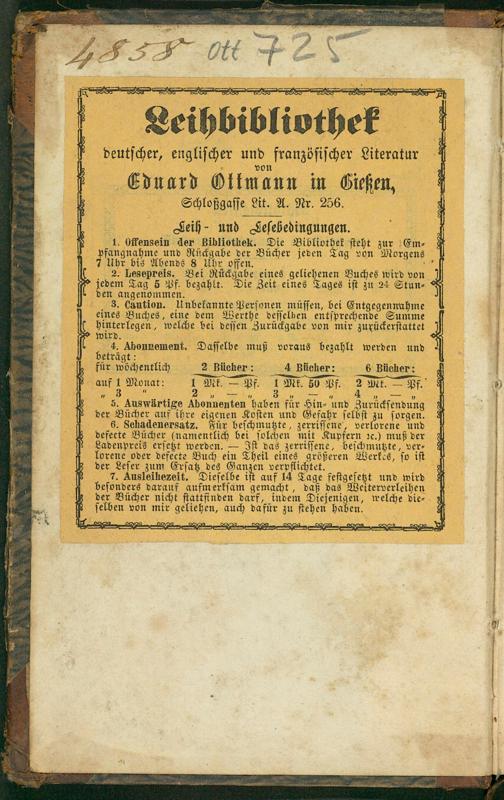 4858 Ott 725
Leihbibliothek
deutscher, englischer und französischer Literatur
von
Eduard Ottmann in Gießen,
Schloßgasse Lit. A. Nr. 256.
Leih- und Lesebedingungen.
1. Offensein der Bibliothek. Die Bibliothek steht zur Em-
pfangnahme und Rückgabe der Bücher jeden Tag von Morgens
7 Uhr bis Abends 8 Uhr offen.
2. Lesepreis. Bei Rückgabe eines geliehenen Buches wird von
jedem Tag 5 Pf. bezahlt. Die Zeit eines Tages ist zu 24 Stun-
den angenommen.
3. Caution. Unbekannte Personen müssen, bei Entgegennahme
eines Buches, eine dem Werthe desselben entsprechende Summe
hinterlegen, welche bei dessen Zurückgabe von mir zurückerstattet
wird.
4. Abonnement. Dasselbe muß voraus bezahlt werden und
beträgt:
für wöchentlich 2 Bücher: 4 Bücher: 6 Bücher:
auf 1 Monat: 1 Mk. — Pf. 1 Mk. 50 Pf. 2 Mk. — Pf.
„ 3 „ 2 „ — „ 3 „ — „ 4 „ — „
5. Auswärtige Abonnenten haben für Hin- und Zurücksendung
der Bücher auf ihre eigenen Kosten und Gefahr selbst zu sorgen.
6. Schadenersatz. Für beschmutzte, zerrissene, verlorene und
defecte Bücher (namentlich bei solchen mit Kupfern ꝛc.) muß der
Ladenpreis ersetzt werden. — Ist das zerrissene, beschmutzte, ver-
lorene oder defecte Buch ein Theil eines größeren Werkes, so ist
der Leser zum Ersatz des Ganzen verpflichtet.
7. Ausleihezeit. Dieselbe ist auf 14 Tage festgesetzt und wird
besonders darauf aufmerksam gemacht, daß das Weiterverleihen
der Bücher nicht stattfinden darf, indem Diejenigen, welche die-
selben von mir geliehen, auch dafür zu stehen haben.